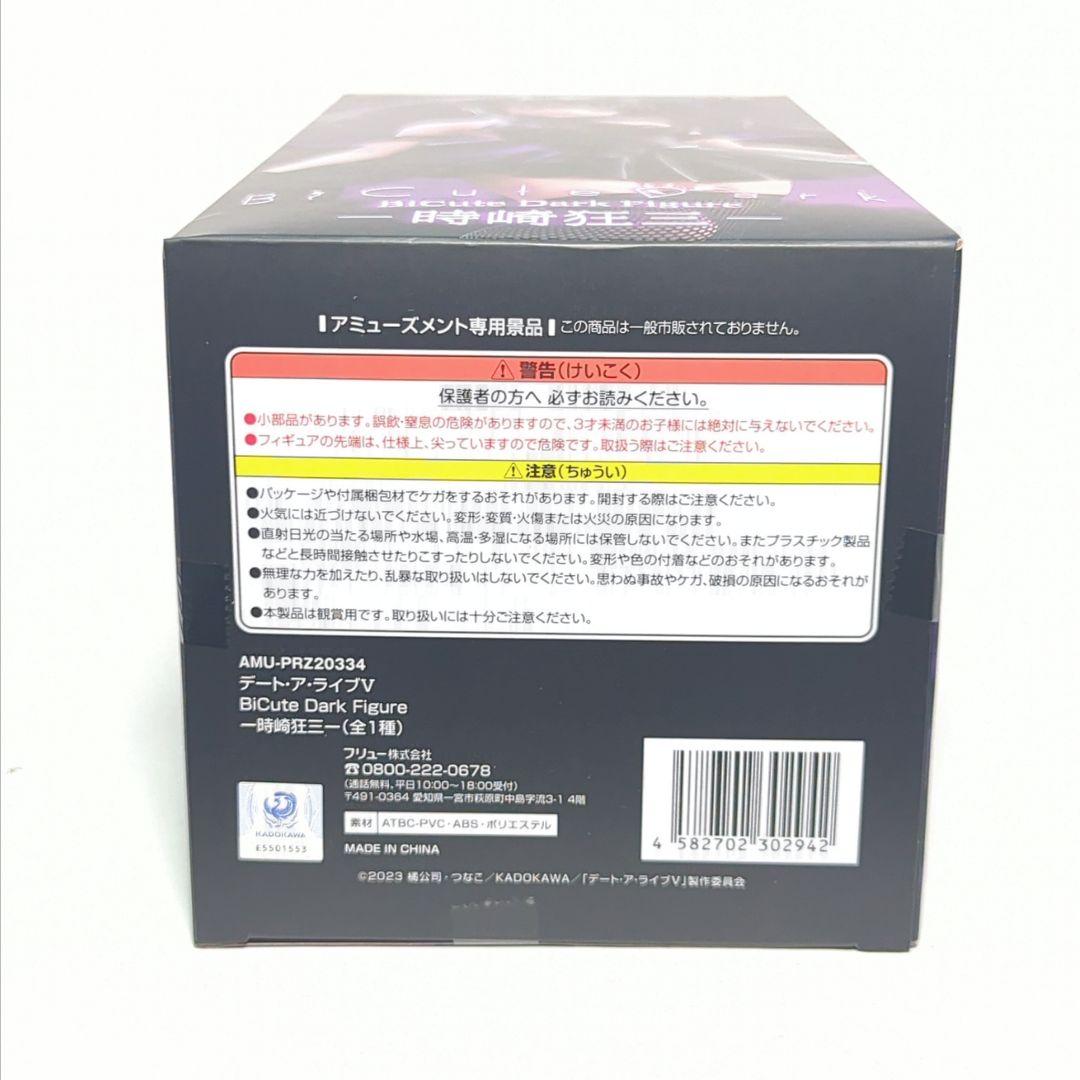 BiCute Dark
BiCute Dark Figure
ー時崎狂三ー
アミューズメント専用景品 この商品は一般市販されておりません。
⚠警告(けいこく)
保護者の方へ 必ずお読みください。
●小部品があります。誤飲・窒息の危険がありますので、3才未満のお子様には絶対に与えないでください。
●フィギュアの先端は、仕様上、尖っていますので危険です。取扱う際はご注意ください。
⚠注意(ちゅうい)
●パッケージや付属梱包材でケガをするおそれがあります。開封する際はご注意ください。
●火気には近づけないでください。変形・変質・火傷または火災の原因になります。
●直射日光の当たる場所や水場、高温・多湿になる場所には保管しないでください。またプラスチック製品
などと長時間接触させたりこすったりしないでください。変形や色の付着などのおそれがあります。
●無理な力を加えたり、乱暴な取り扱いはしないでください。思わぬ事故やケガ、破損の原因になるおそれが
あります。
●本製品は観賞用です。取り扱いには十分ご注意ください。
AMU-PRZ20334
デート・ア・ライブV
BiCute Dark Figure
ー時崎狂三ー(全1種)
フリュー株式会社
☎0800-222-0678
(通話無料、平日10:00〜18:00受付)
〒491-0364 愛知県一宮市萩原町中島字流3-1 4階
素材 ATBC-PVC・ABS・ポリエステル
MADE IN CHINA
KADOKAWA
E5501553
4 582702 302942
©2023 橘公司・つなこ/KADOKAWA/「デート・ア・ライブV」製作委員会